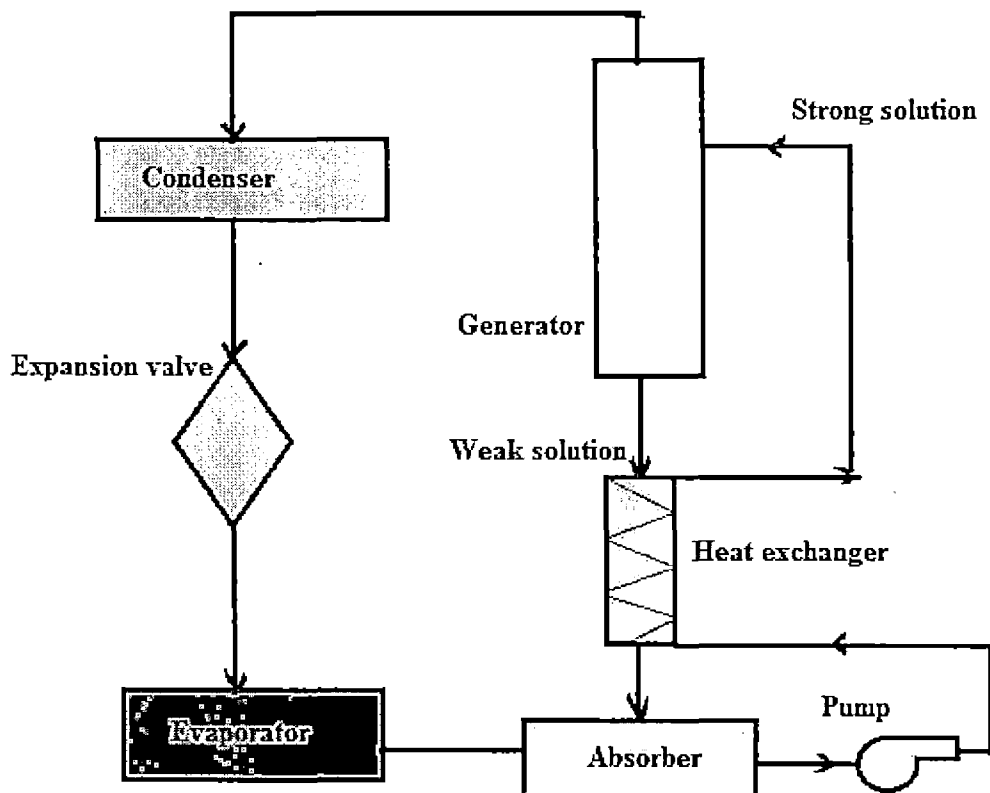 Strong solution
Condenser
Generator
Expansion valve
Weak solution
Heat exchanger
Pump
Evaporator
Absorber